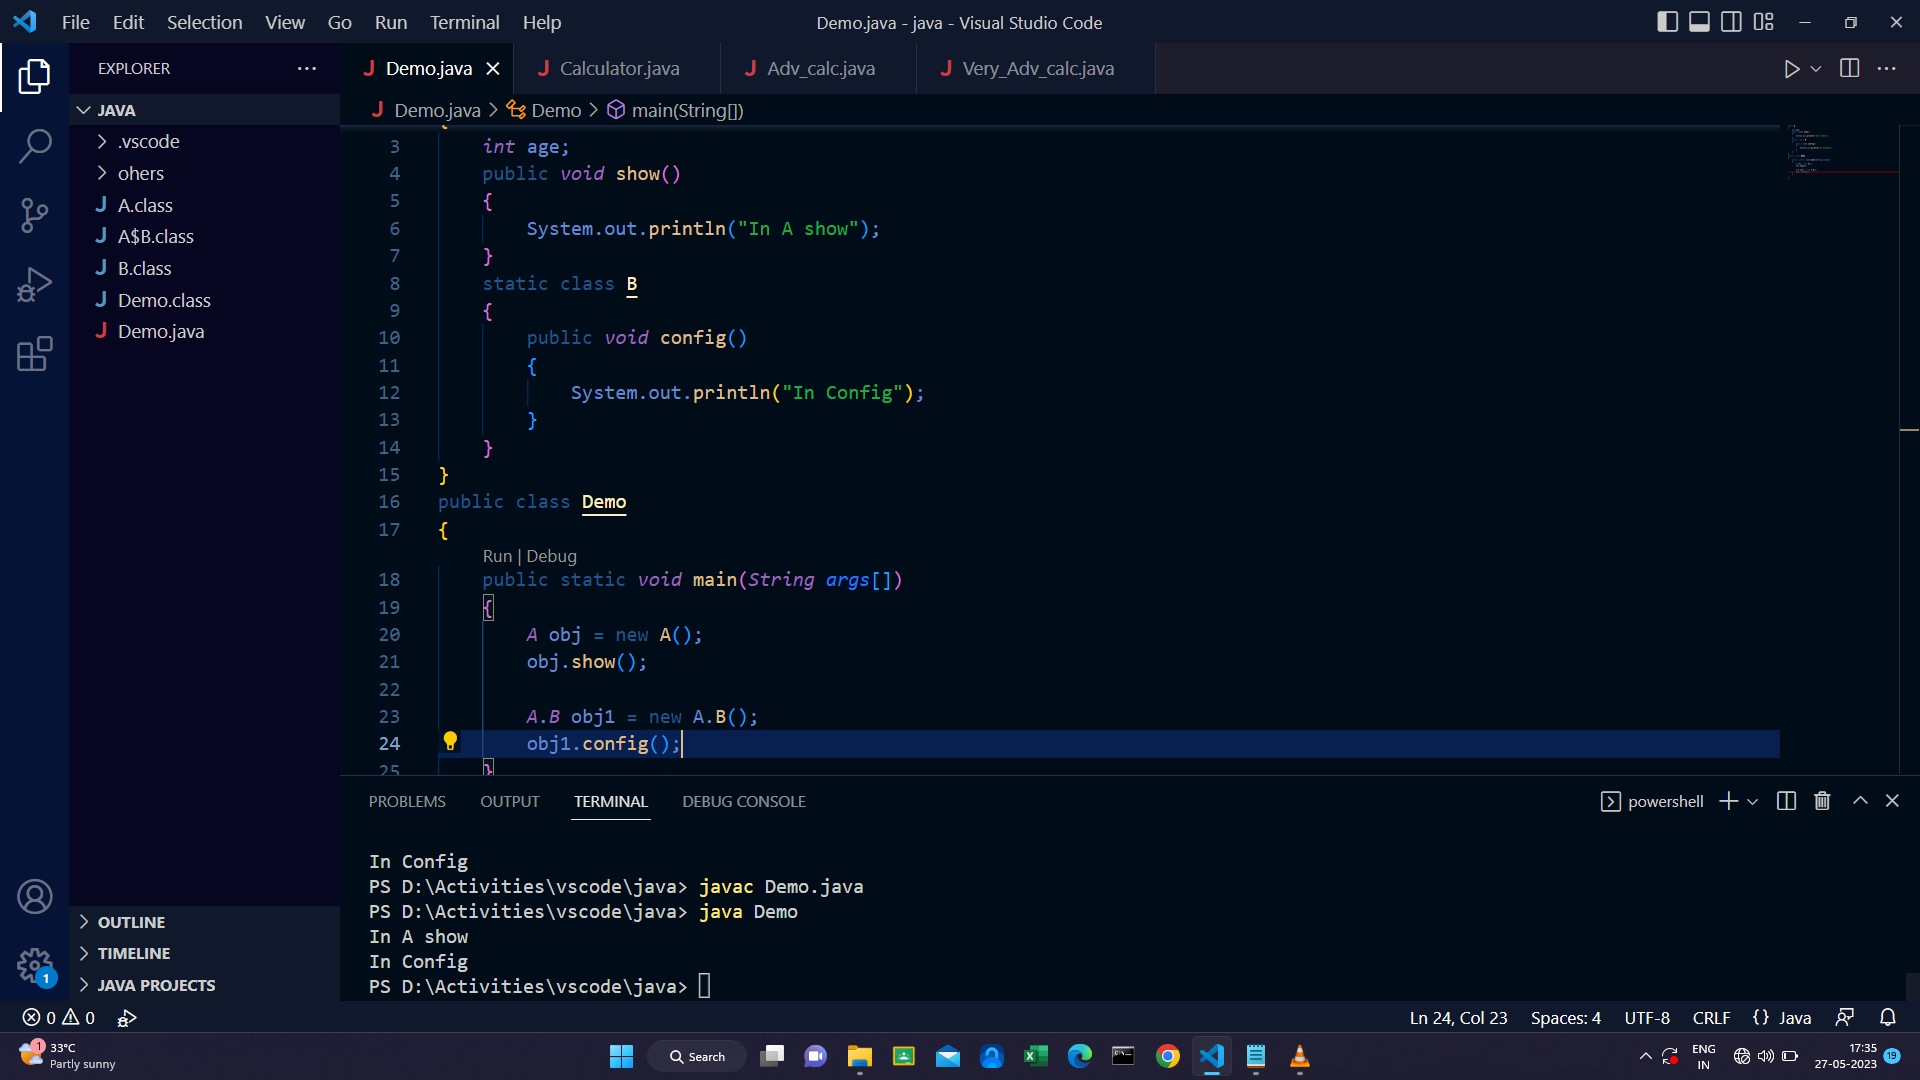 File Edit Selection View Go Run Terminal Help
Demo.java - java - Visual Studio Code
EXPLORER
JAVA
.vscode
ohers
A.class
A$B.class
B.class
Demo.class
Demo.java
OUTLINE
TIMELINE
JAVA PROJECTS
Demo.java Calculator.java Adv_calc.java Very_Adv_calc.java
Demo.java > Demo > main(String[])
3 int age;
4 public void show()
5 {
6 System.out.println("In A show");
7 }
8 static class B
9 {
10 public void config()
11 {
12 System.out.println("In Config");
13 }
14 }
15 }
16 public class Demo
17 {
Run | Debug
18 public static void main(String args[])
19 {
20 A obj = new A();
21 obj.show();
22
23 A.B obj1 = new A.B();
24 obj1.config();
25 }
PROBLEMS OUTPUT TERMINAL DEBUG CONSOLE
powershell
In Config
PS D:\Activities\vscode\java> javac Demo.java
PS D:\Activities\vscode\java> java Demo
In A show
In Config
PS D:\Activities\vscode\java>
1
0 0
Ln 24, Col 23 Spaces: 4 UTF-8 CRLF {} Java
1
33°C
Partly sunny
Search
ENG
IN
17:35
27-05-2023
19